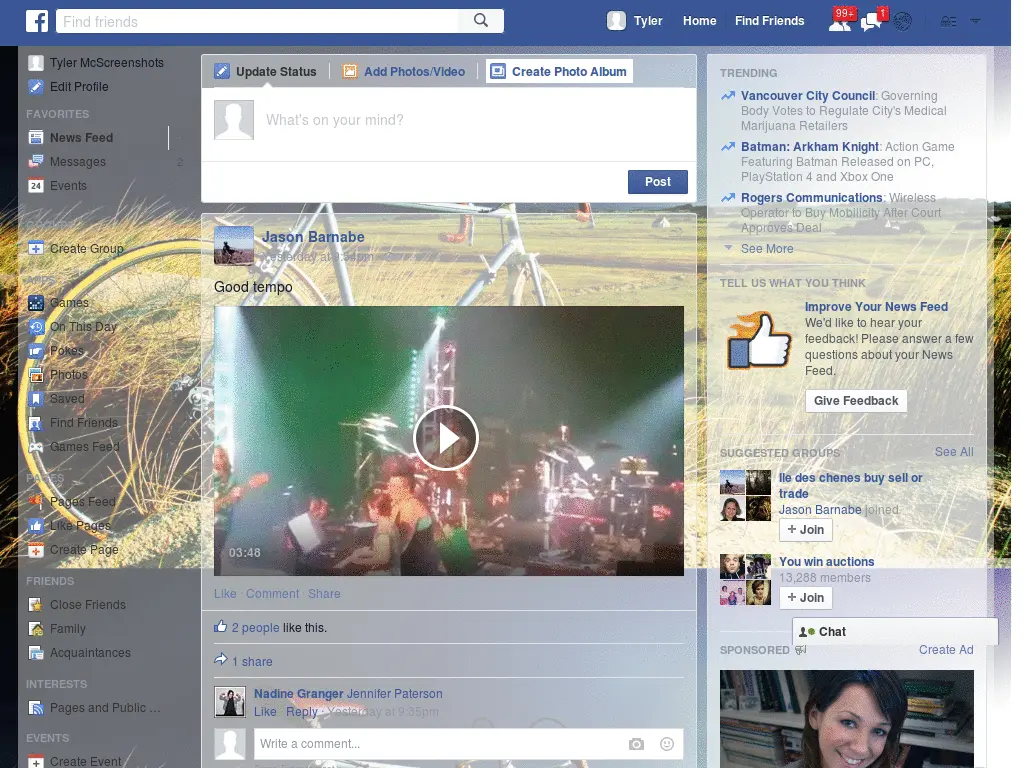 f
Find friends
Tyler
Home
Find Friends
99+
1
Tyler McScreenshots
Edit Profile
FAVORITES
News Feed
Messages
2
24
Events
Create Group
APPS
Games
On This Day
Pokes
Photos
Saved
Find Friends
Games Feed
PAGES
Pages Feed
Like Pages
Create Page
FRIENDS
Close Friends
Family
Acquaintances
INTERESTS
Pages and Public ...
EVENTS
Create Event
Update Status
Add Photos/Video
Create Photo Album
What's on your mind?
Post
Jason Barnabe
Yesterday at 9:34pm
Good tempo
03:48
Like · Comment · Share
2 people like this.
1 share
Nadine Granger Jennifer Paterson
Like · Reply · Yesterday at 9:35pm
Write a comment...
TRENDING
Vancouver City Council: Governing
Body Votes to Regulate City's Medical
Marijuana Retailers
Batman: Arkham Knight: Action Game
Featuring Batman Released on PC,
PlayStation 4 and Xbox One
Rogers Communications: Wireless
Operator to Buy Mobilicity After Court
Approves Deal
See More
TELL US WHAT YOU THINK
Improve Your News Feed
We'd like to hear your
feedback! Please answer a few
questions about your News
Feed.
Give Feedback
SUGGESTED GROUPS
See All
Ile des chenes buy sell or
trade
Jason Barnabe joined
+ Join
You win auctions
13,288 members
+ Join
Chat
SPONSORED
Create Ad